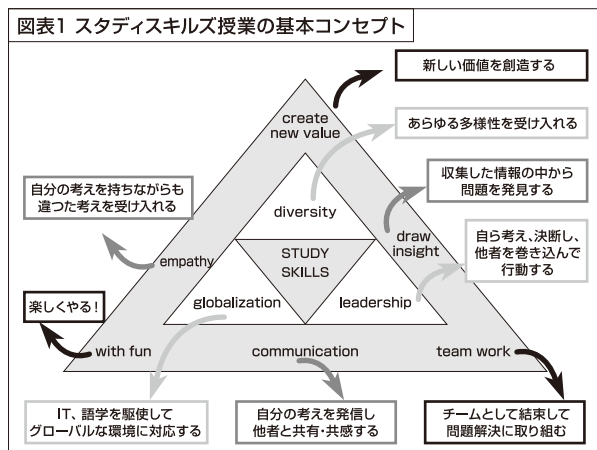 図表1 スタディスキルズ授業の基本コンセプト
新しい価値を創造する
create
new value
あらゆる多様性を受け入れる
収集した情報の中から
問題を発見する
自分の考えを持ちながらも
違つた考えを受け入れる
diversity
draw
insight
自ら考え、決断し、
他者を巻き込んで
行動する
empathy
STUDY
SKILLS
globalization
leadership
楽しくやる！
with fun
communication
team work
IT、語学を駆使して
グローバルな環境に対応する
自分の考えを発信し
他者と共有・共感する
チームとして結束して
問題解決に取り組む